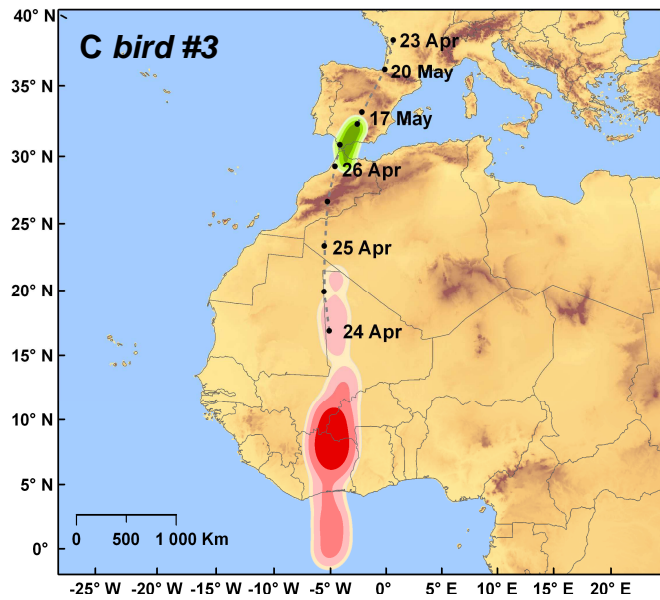 40° N
C bird #3
23 Apr
20 May
35°
17 May
30°
26 Apr
25°
25 Apr
20°
24 Apr
15°
10°
5°
0 500 1 000 Km
0°
-25° W -20° W -15° W -10° W -5° W 0° 5° E 10° E 15° E 20° E